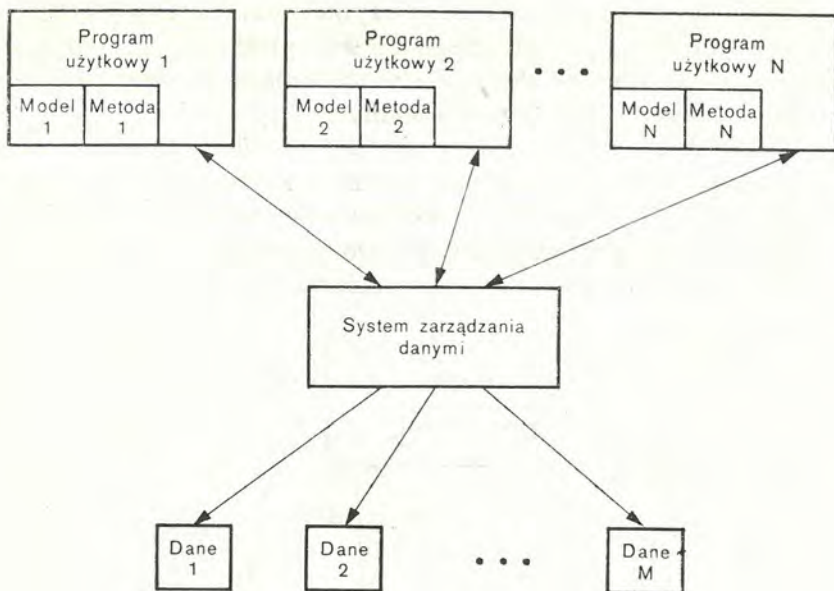 Program
użytkowy 1
Model
1
Metoda
1
Program
użytkowy 2
Model
2
Metoda
2
• • •
Program
użytkowy N
Model
N
Metoda
N
System zarządzania
danymi
Dane
1
Dane
2
• • •
Dane
M